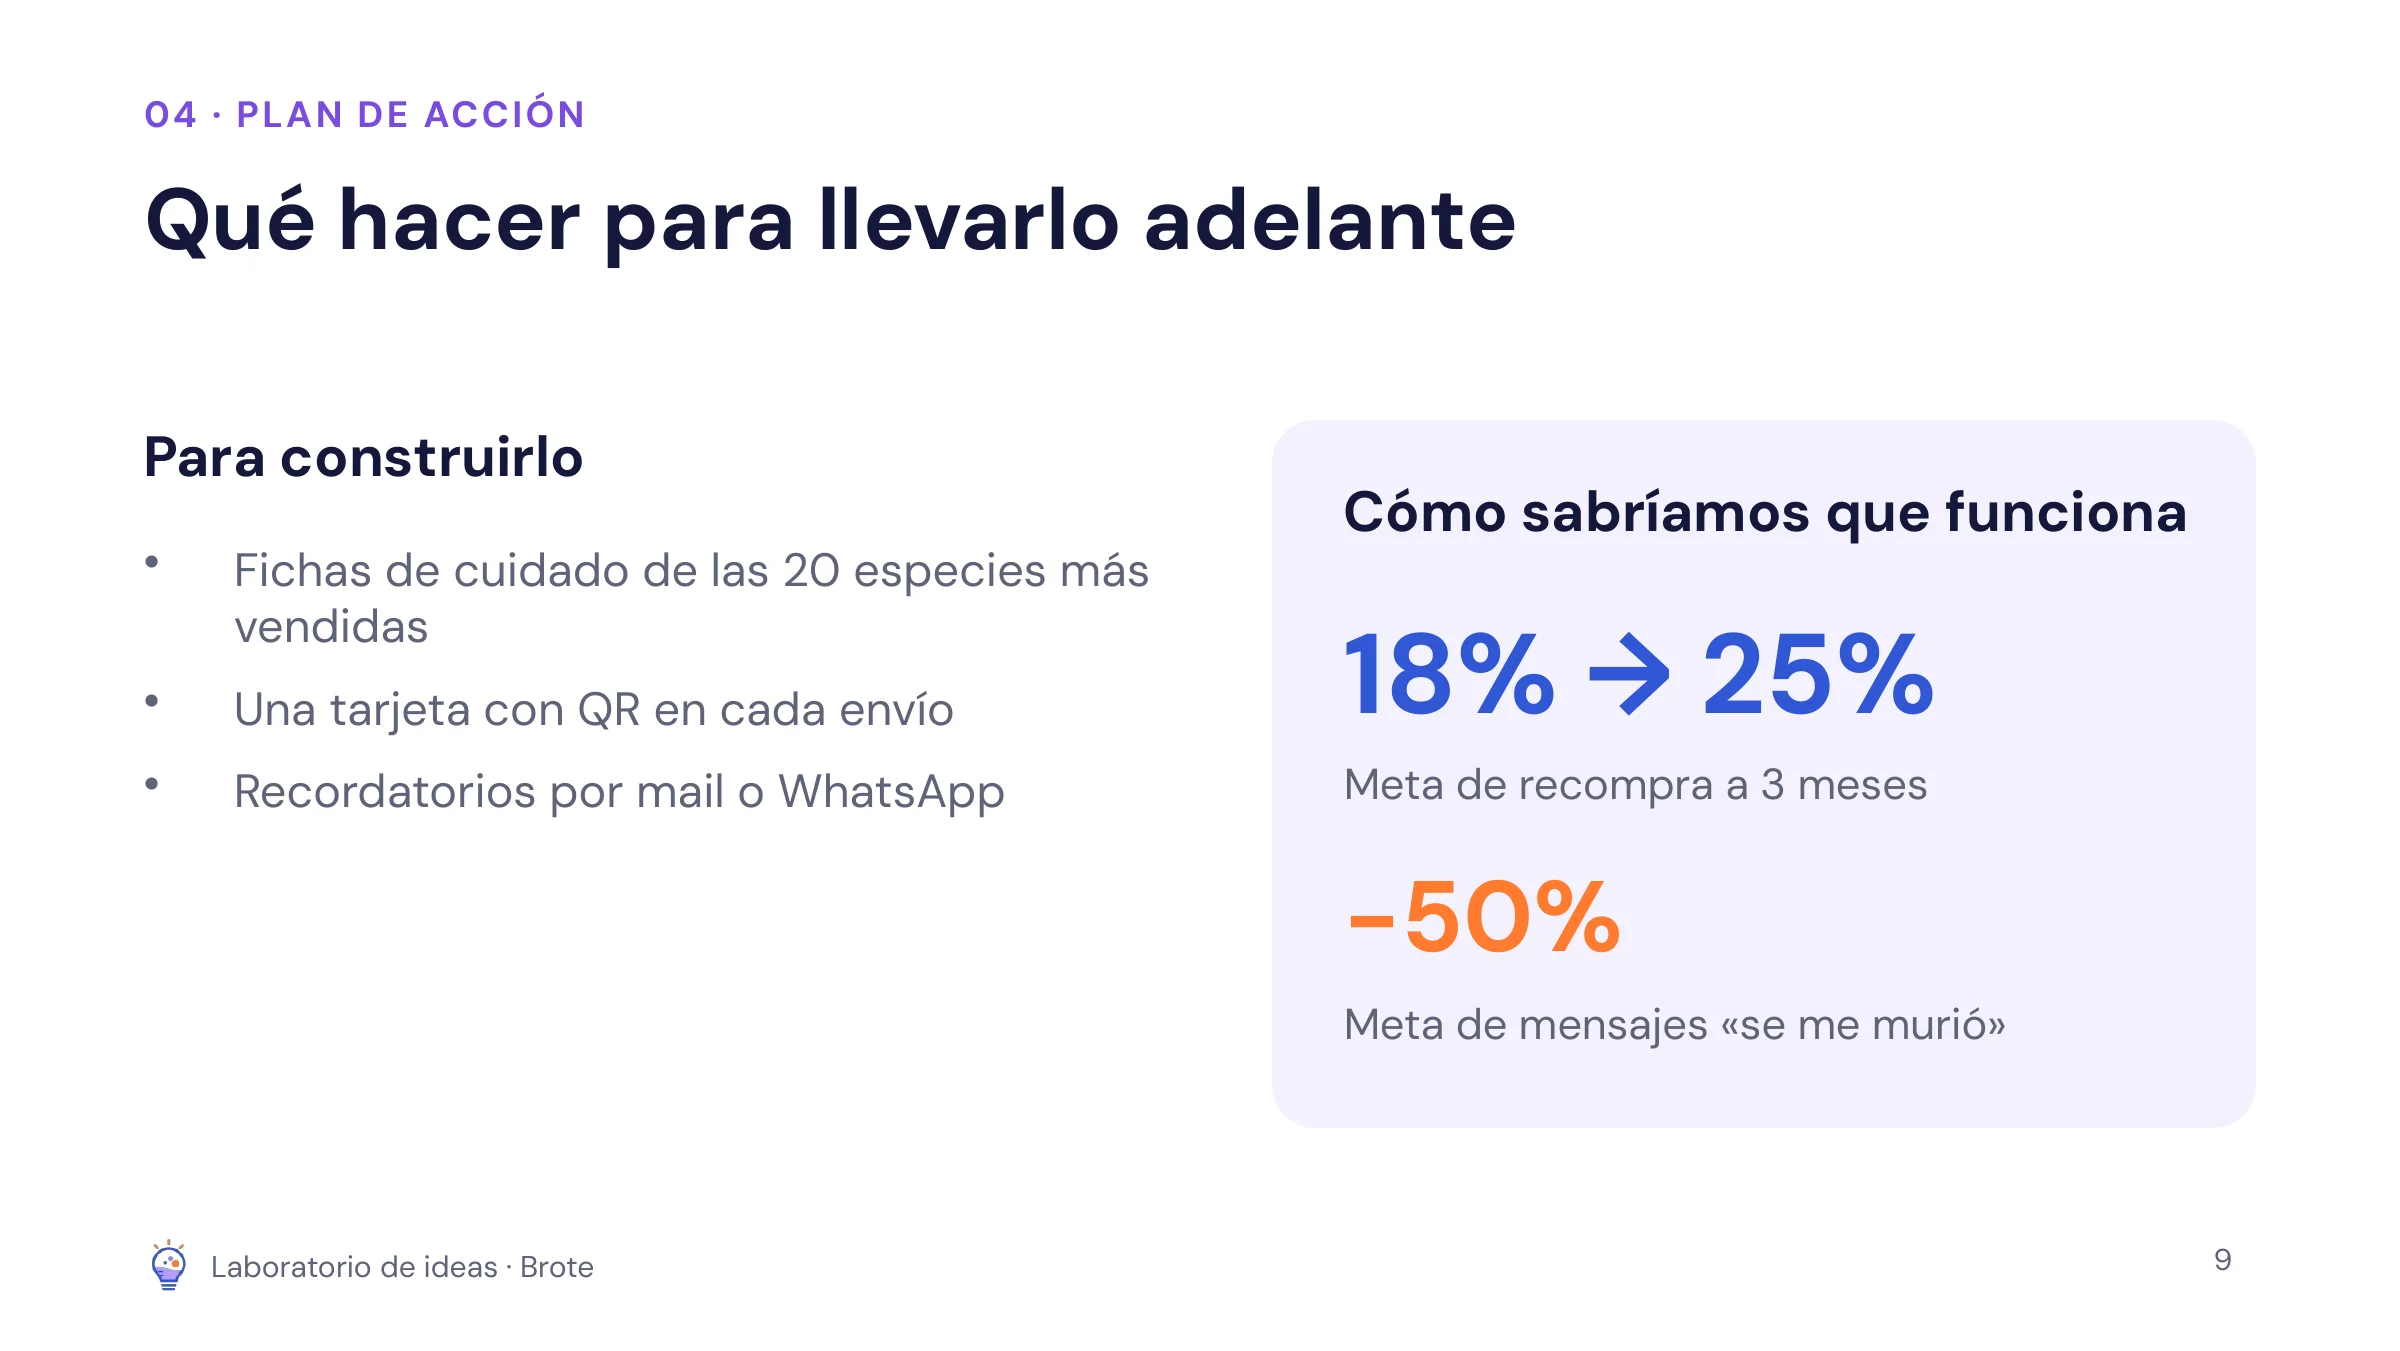 04 · PLAN DE ACCIÓN
Qué hacer para llevarlo adelante
Para construirlo
• Fichas de cuidado de las 20 especies más
vendidas
• Una tarjeta con QR en cada envío
• Recordatorios por mail o WhatsApp
Cómo sabríamos que funciona
18% → 25%
Meta de recompra a 3 meses
−50%
Meta de mensajes «se me murió»
Laboratorio de ideas · Brote
9